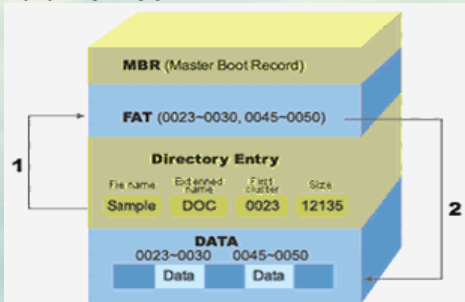 MBR (Master Boot Record)
FAT (0023~0030, 0045~0050)
1
Directory Entry
File name Extenned name First cluster Size
Sample DOC 0023 12135
2
DATA
0023~0030 0045~0050
Data Data